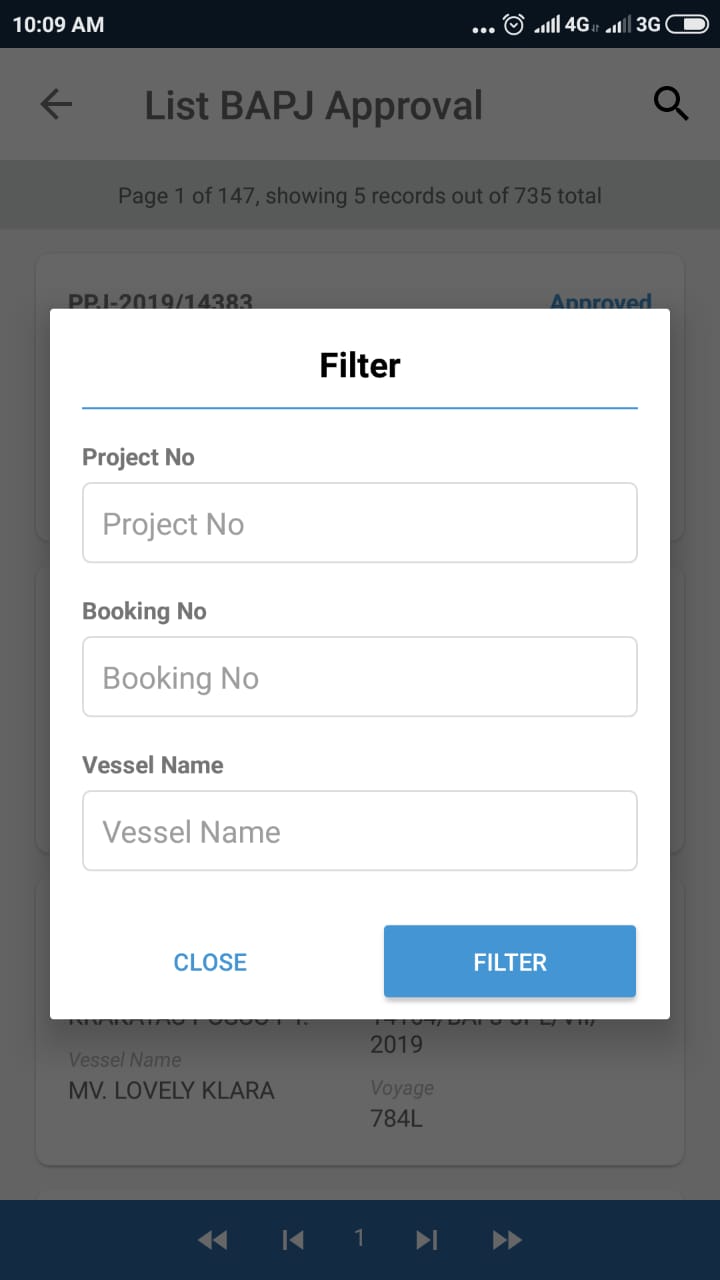 10:09 AM
4G 3G
List BAPJ Approval
Page 1 of 147, showing 5 records out of 735 total
PPJ-2019/14383 Approved
Filter
Project No
Project No
Booking No
Booking No
Vessel Name
Vessel Name
CLOSE FILTER
2019
Vessel Name
MV. LOVELY KLARA
Voyage
784L
1